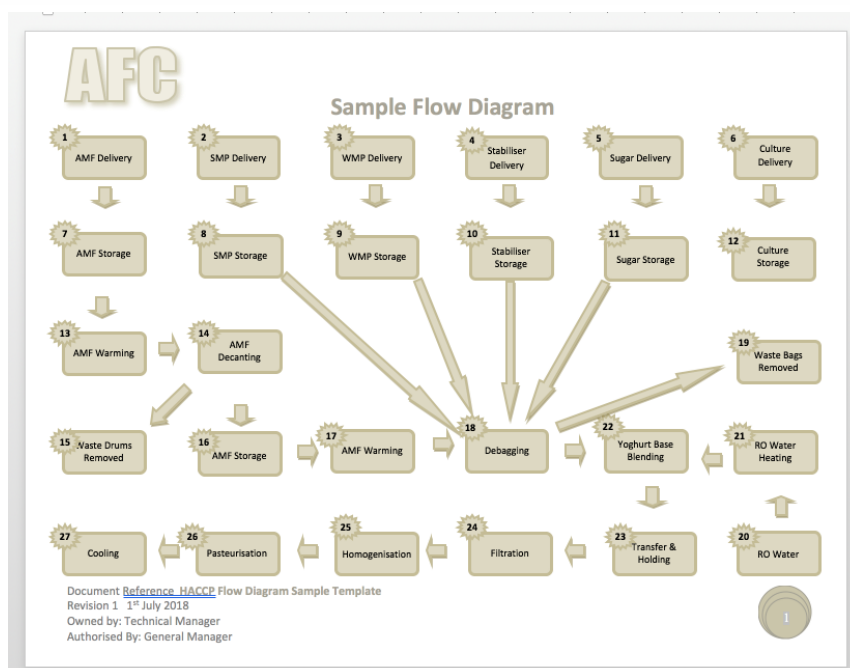 AFC
Sample Flow Diagram
1
AMF Delivery
2
SMP Delivery
3
WMP Delivery
4
Stabiliser
Delivery
5
Sugar Delivery
6
Culture
Delivery
7
AMF Storage
8
SMP Storage
9
WMP Storage
10
Stabiliser
Storage
11
Sugar Storage
12
Culture
Storage
13
AMF Warming
14
AMF
Decanting
19
Waste Bags
Removed
15
Waste Drums
Removed
16
AMF Storage
17
AMF Warming
18
Debagging
22
Yoghurt Base
Blending
21
RO Water
Heating
27
Cooling
26
Pasteurisation
25
Homogenisation
24
Filtration
23
Transfer &
Holding
20
RO Water
Document Reference HACCP Flow Diagram Sample Template
Revision 1 1st July 2018
Owned by: Technical Manager
Authorised By: General Manager
1